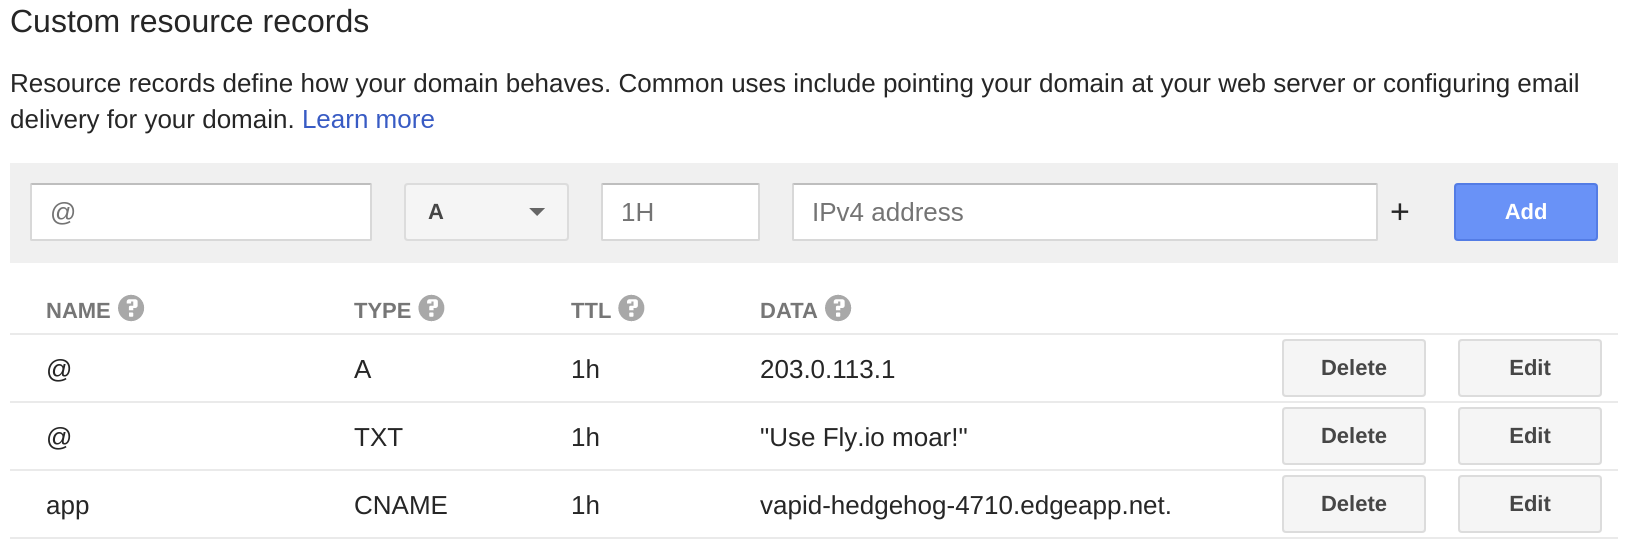 Custom resource records
Resource records define how your domain behaves. Common uses include pointing your domain at your web server or configuring email
delivery for your domain. Learn more
@ A 1H IPv4 address + Add
NAME ? TYPE ? TTL ? DATA ?
@ A 1h 203.0.113.1 Delete Edit
@ TXT 1h "Use Fly.io moar!" Delete Edit
app CNAME 1h vapid-hedgehog-4710.edgeapp.net. Delete Edit